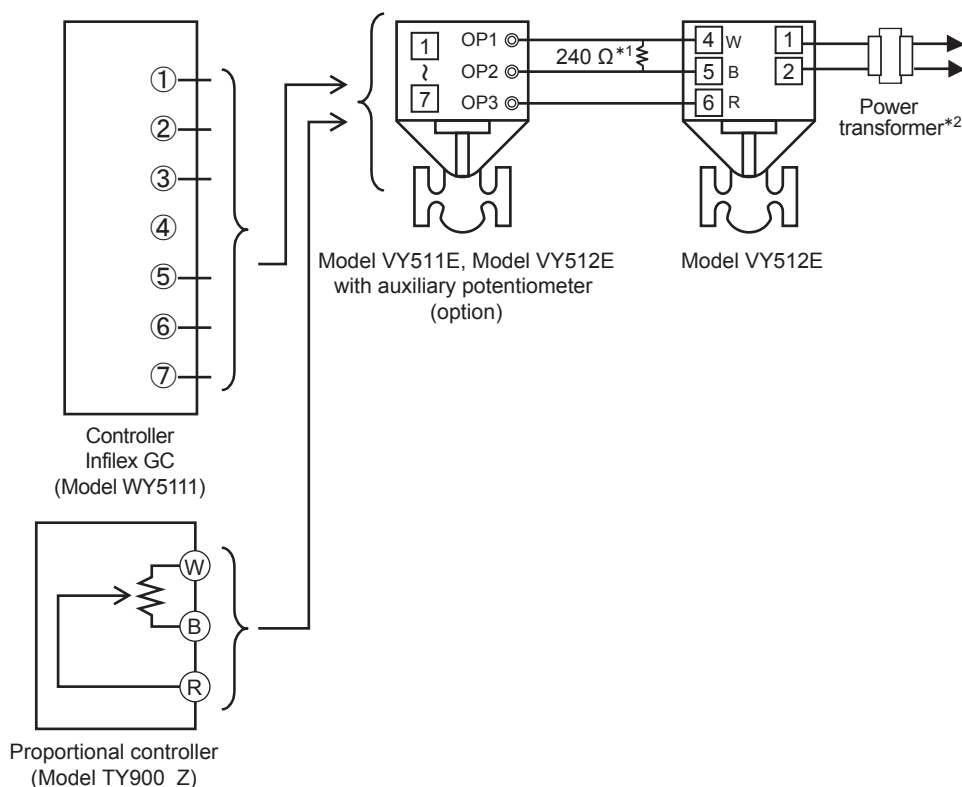 ①
②
③
④
⑤
⑥
⑦
Controller
Infilex GC
(Model WY5111)
1
~
7
OP1
OP2
OP3
240 Ω*1
4 W
5 B
6 R
1
2
Power
transformer*2
Model VY511E, Model VY512E
with auxiliary potentiometer
(option)
Model VY512E
W
B
R
Proportional controller
(Model TY900_Z)